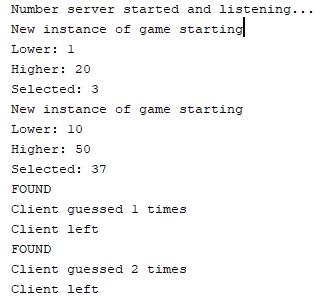 Number server started and listening...
New instance of game starting
Lower: 1
Higher: 20
Selected: 3
New instance of game starting
Lower: 10
Higher: 50
Selected: 37
FOUND
Client guessed 1 times
Client left
FOUND
Client guessed 2 times
Client left